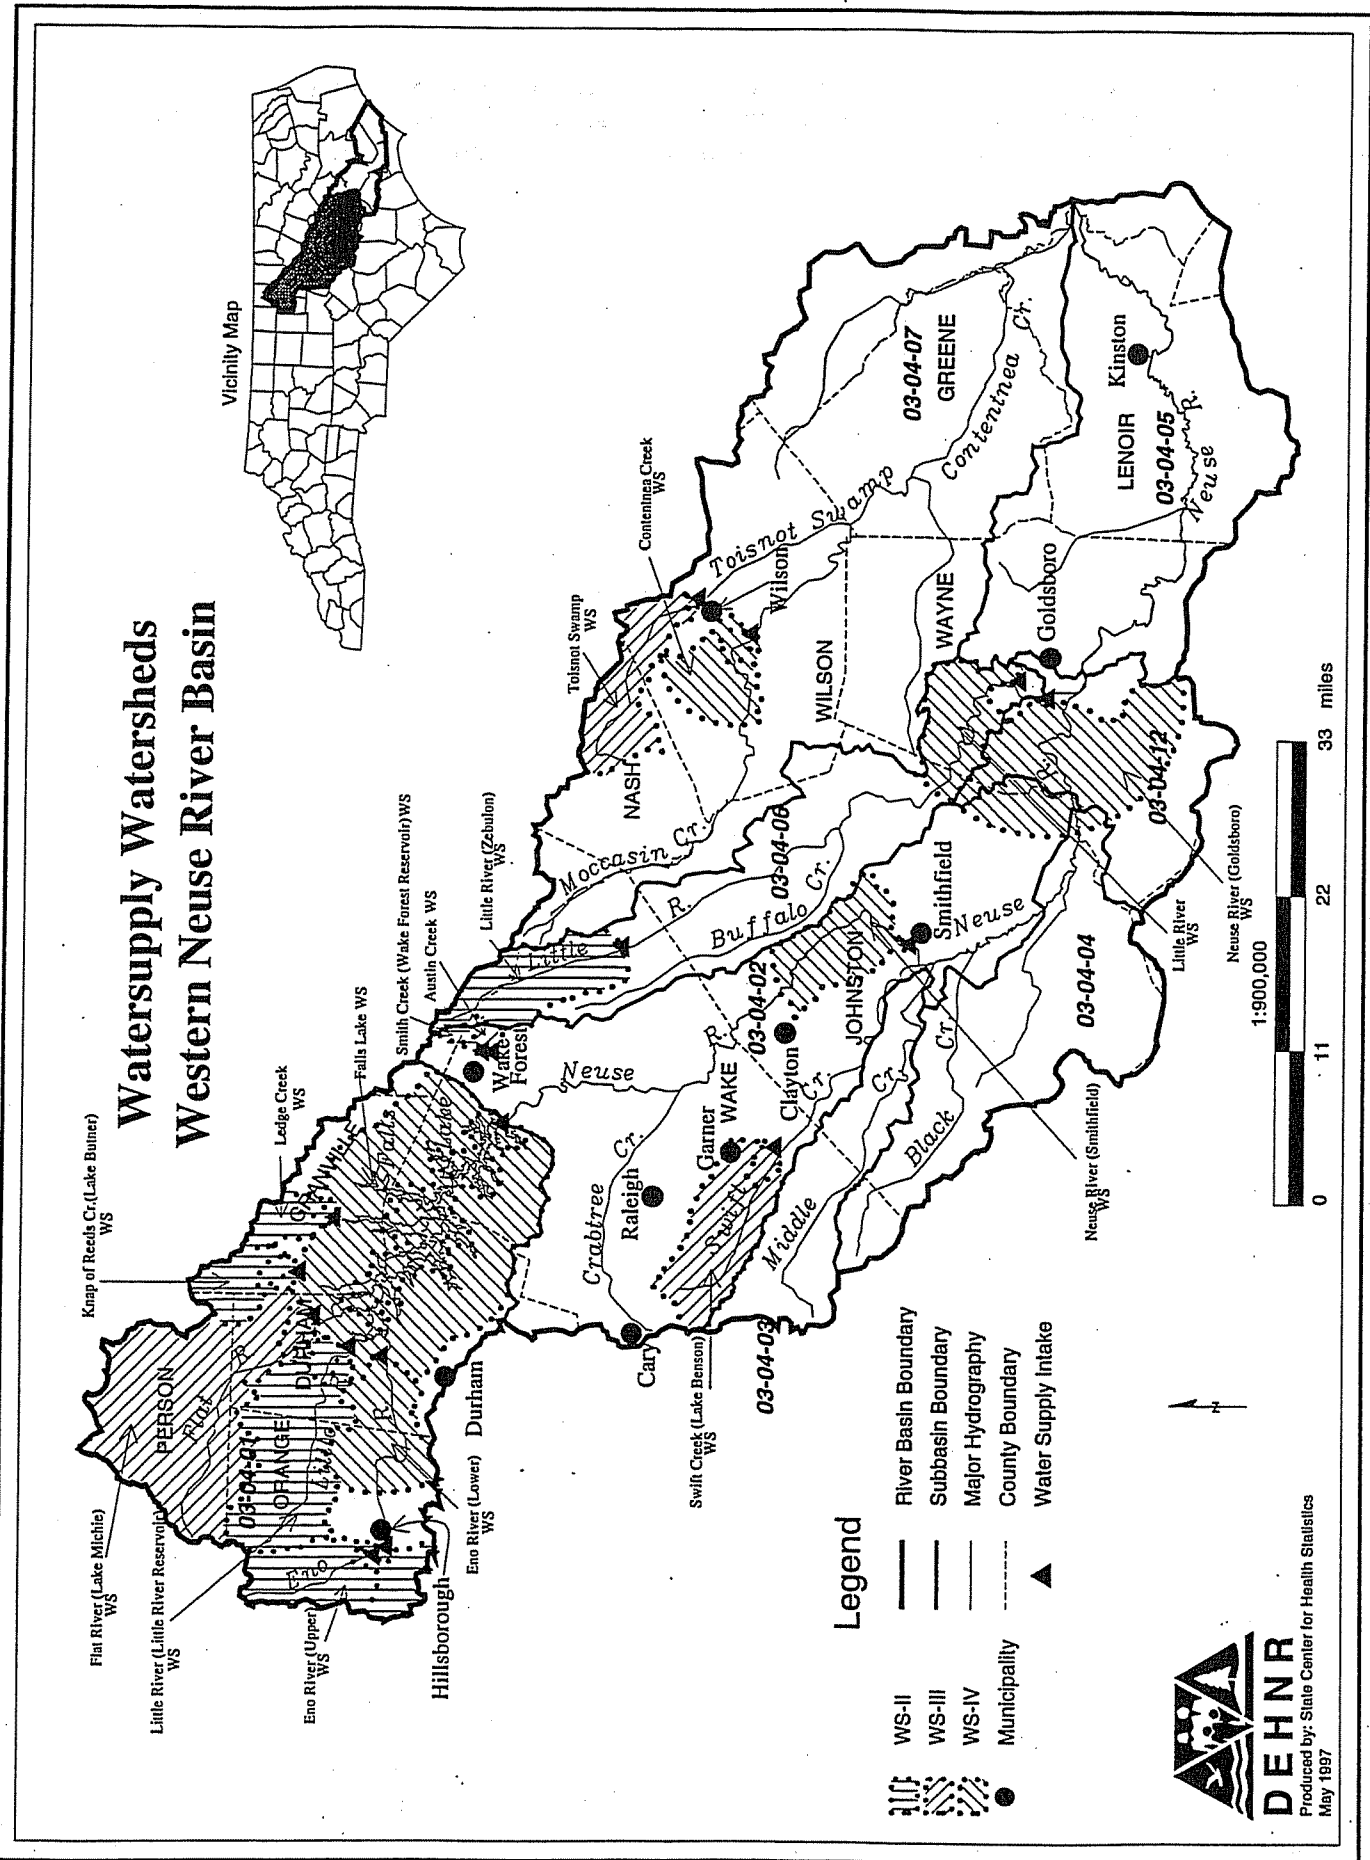 Watersupply Watersheds
Western Neuse River Basin
Vicinity Map
Flat River (Lake Michie)
WS
Knap of Reeds Cr.(Lake Butner)
WS
Little River (Little River Reservoir)
WS
Ledge Creek
WS
Eno River (Upper)
WS
Falls Lake WS
Smith Creek (Wake Forest Reservoir) WS
Austin Creek WS
Little River (Zebulon)
WS
Toisnot Swamp
WS
Contentnea Creek
WS
Eno River (Lower)
WS
Swift Creek (Lake Benson)
WS
Neuse River (Smithfield)
WS
Little River
WS
Neuse River (Goldsboro)
WS
PERSON
Flat R.
03-04-01
ORANGE
DURHAM
GRANVILLE
Little
R.
Eno
R.
Falls
Lake
Hillsborough
Durham
Wake
Forest
Neuse
R.
Little
R.
Moccasin Cr.
NASH
Toisnot Swamp
Wilson
WILSON
Buffalo
Cr.
03-04-06
Crabtree
Cr.
Cary
Raleigh
Garner
WAKE
03-04-02
Clayton
JOHNSTON
R.
Smithfield
Neuse
Swift
Cr.
Middle
Cr.
Black
Cr.
03-04-03
03-04-04
WAYNE
Goldsboro
R.
03-04-12
Contentnea
Cr.
03-04-07
GREENE
LENOIR
Kinston
03-04-05
Neuse
R.
Legend
WS-II
WS-III
WS-IV
Municipality
River Basin Boundary
Subbasin Boundary
Major Hydrography
County Boundary
Water Supply Intake
N
1:900,000
0 11 22 33 miles
DEHNR
Produced by: State Center for Health Statistics
May 1997